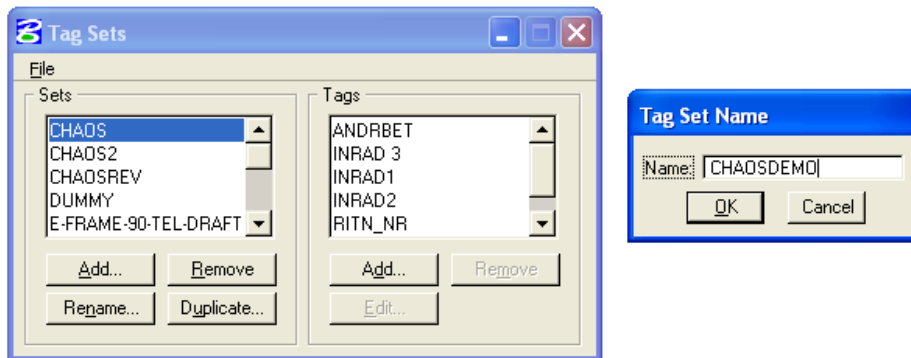 Tag Sets
File
Sets
CHAOS
CHAOS2
CHAOSREV
DUMMY
E-FRAME-90-TEL-DRAFT
Add...
Remove
Rename...
Duplicate...
Tags
ANDRBET
INRAD 3
INRAD1
INRAD2
RITN_NR
Add...
Remove
Edit...
Tag Set Name
Name: CHAOSDEMO
OK
Cancel